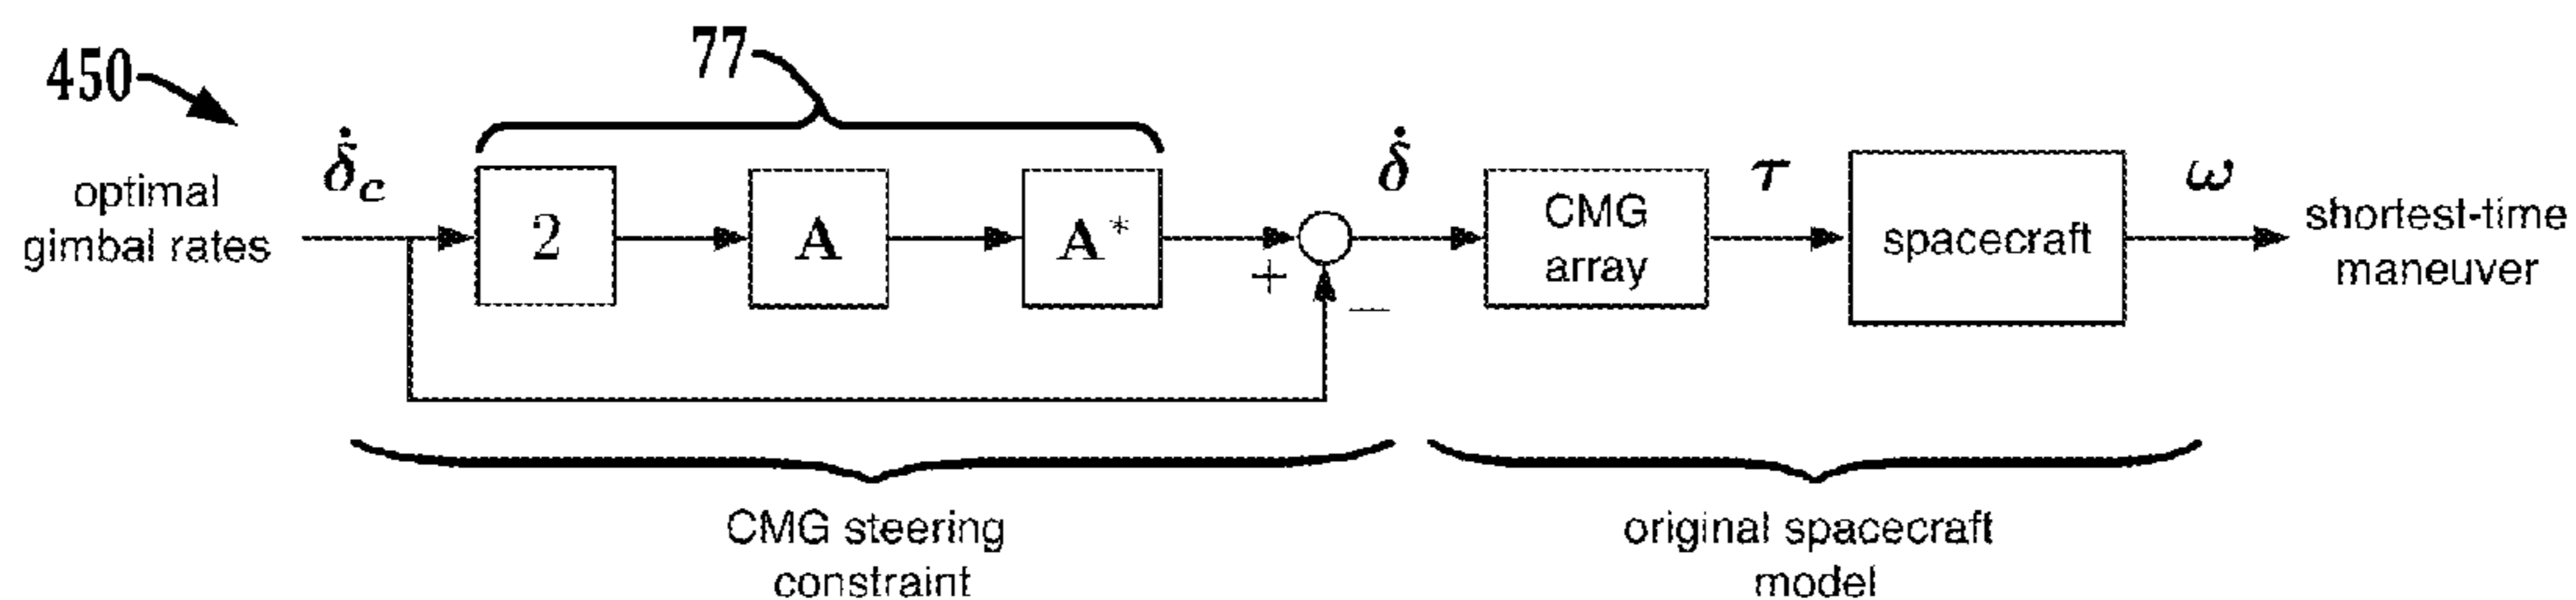 450
77
optimal
gimbal rates
δ̇c
2
A
A*
+
−
δ̇
CMG
array
τ
spacecraft
ω
shortest-time
maneuver
CMG steering
constraint
original spacecraft
model